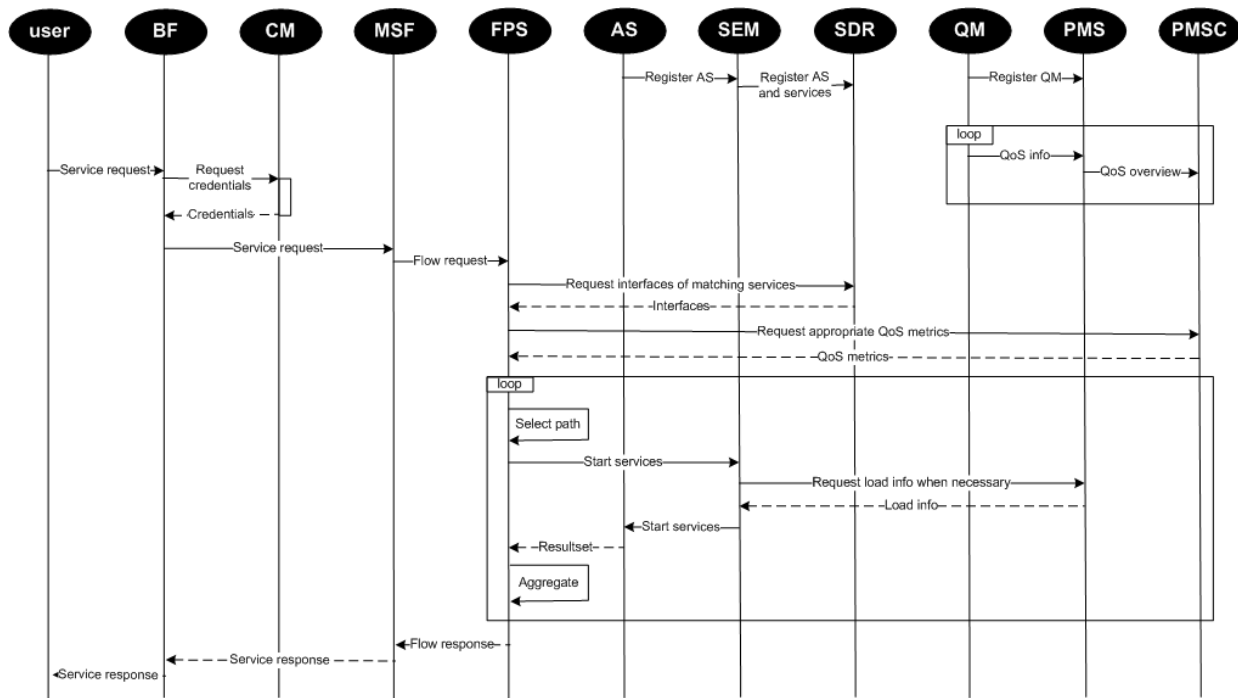 user
BF
CM
MSF
FPS
AS
SEM
SDR
QM
PMS
PMSC
Register AS
Register AS
and services
Register QM
loop
QoS info
QoS overview
Service request
Request
credentials
Credentials
Service request
Flow request
Request interfaces of matching services
Interfaces
Request appropriate QoS metrics
QoS metrics
loop
Select path
Start services
Request load info when necessary
Load info
Start services
Resultset
Aggregate
Flow response
Service response
Service response